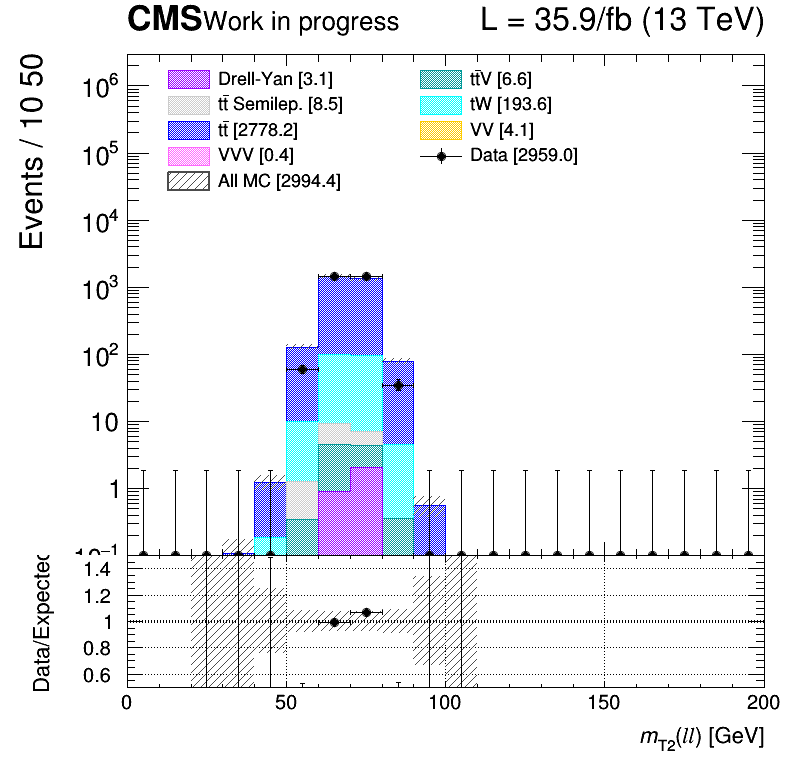 CMS Work in progress L = 35.9/fb (13 TeV)
Events / 10 50
Drell-Yan [3.1]
tt̄ Semilep. [8.5]
tt̄ [2778.2]
VVV [0.4]
All MC [2994.4]
tt̄V [6.6]
tW [193.6]
VV [4.1]
Data [2959.0]
10⁶
10⁵
10⁴
10³
10²
10
1
10⁻¹
Data/Expected
1.4
1.2
1
0.8
0.6
0 50 100 150 200
m_T2(ll) [GeV]